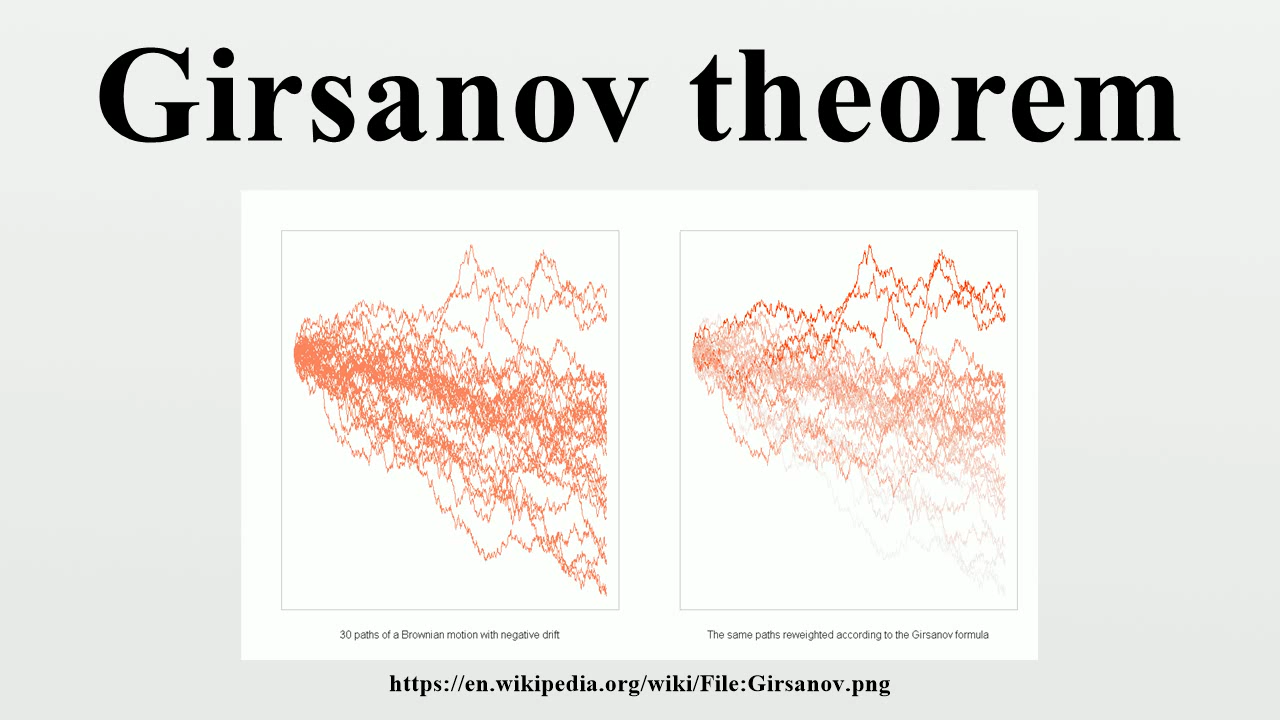 Girsanov theorem
30 paths of a Brownian motion with negative drift
The same paths reweighted according to the Girsanov formula
https://en.wikipedia.org/wiki/File:Girsanov.png